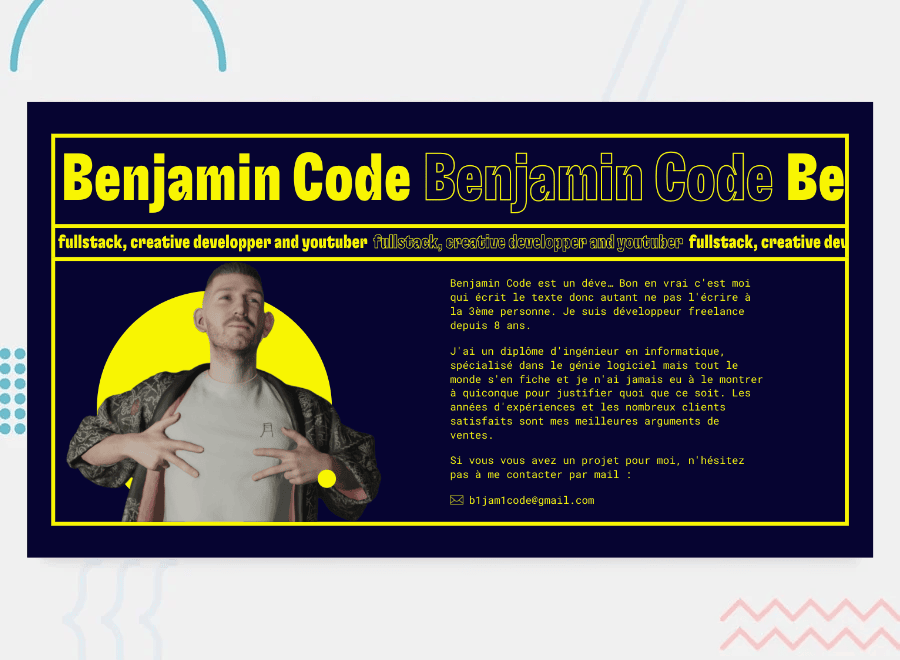 Benjamin Code Benjamin Code Be
fullstack, creative developper and youtuber fullstack, creative developper and youtuber fullstack, creative dev
Benjamin Code est un déve… Bon en vrai c'est moi
qui écrit le texte donc autant ne pas l'écrire à
la 3ème personne. Je suis développeur freelance
depuis 8 ans.
J'ai un diplôme d'ingénieur en informatique,
spécialisé dans le génie logiciel mais tout le
monde s'en fiche et je n'ai jamais eu à le montrer
à quiconque pour justifier quoi que ce soit. Les
années d'expériences et les nombreux clients
satisfaits sont mes meilleures arguments de
ventes.
Si vous vous avez un projet pour moi, n'hésitez
pas à me contacter par mail :
b1jam1code@gmail.com
月